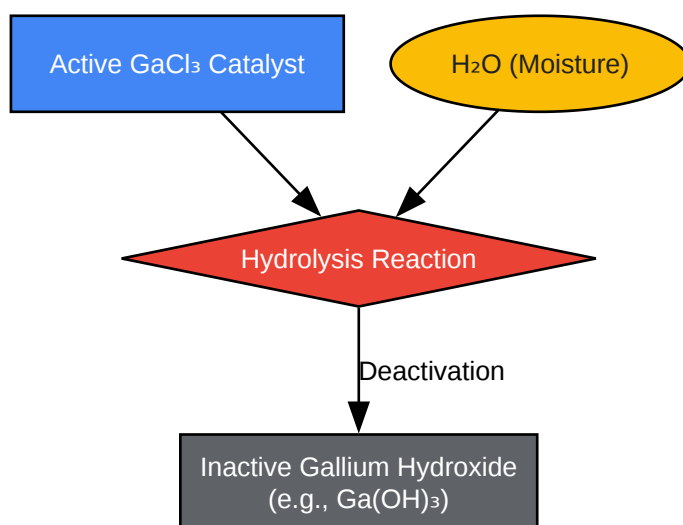 Active GaCl₃ Catalyst
H₂O (Moisture)
Hydrolysis Reaction
Deactivation
Inactive Gallium Hydroxide
(e.g., Ga(OH)₃)